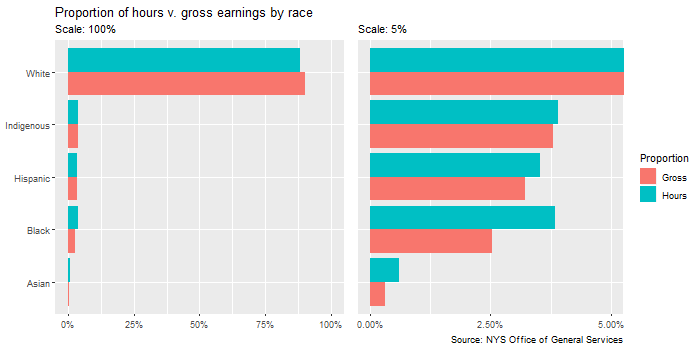 Proportion of hours v. gross earnings by race
Scale: 100%
Scale: 5%
White
Indigenous
Hispanic
Black
Asian
0%
25%
50%
75%
100%
0.00%
2.50%
5.00%
Proportion
Gross
Hours
Source: NYS Office of General Services